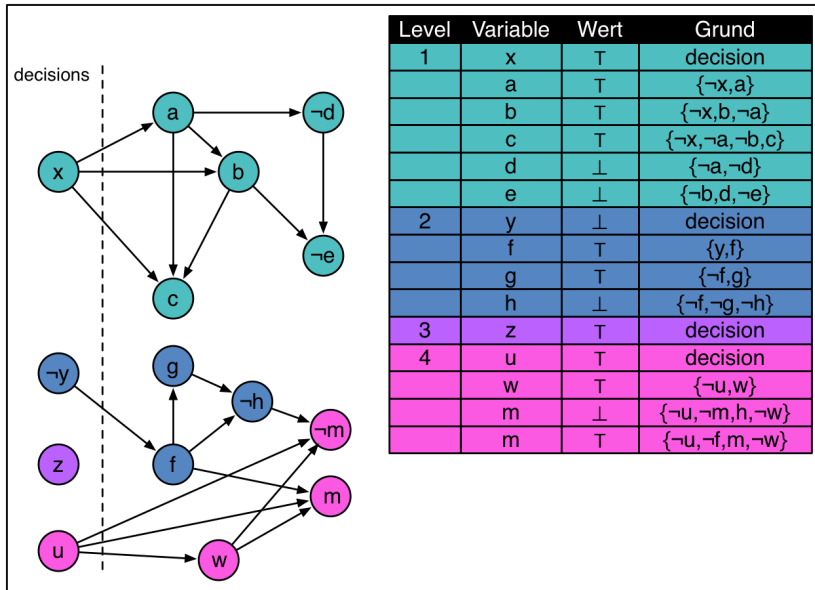 decisions
x
a
¬d
b
¬e
c
¬y
g
¬h
¬m
z
f
m
u
w
Level Variable Wert Grund
1 x ⊤ decision
a ⊤ {¬x,a}
b ⊤ {¬x,b,¬a}
c ⊤ {¬x,¬a,¬b,c}
d ⊥ {¬a,¬d}
e ⊥ {¬b,d,¬e}
2 y ⊥ decision
f ⊤ {y,f}
g ⊤ {¬f,g}
h ⊥ {¬f,¬g,¬h}
3 z ⊤ decision
4 u ⊤ decision
w ⊤ {¬u,w}
m ⊥ {¬u,¬m,h,¬w}
m ⊤ {¬u,¬f,m,¬w}